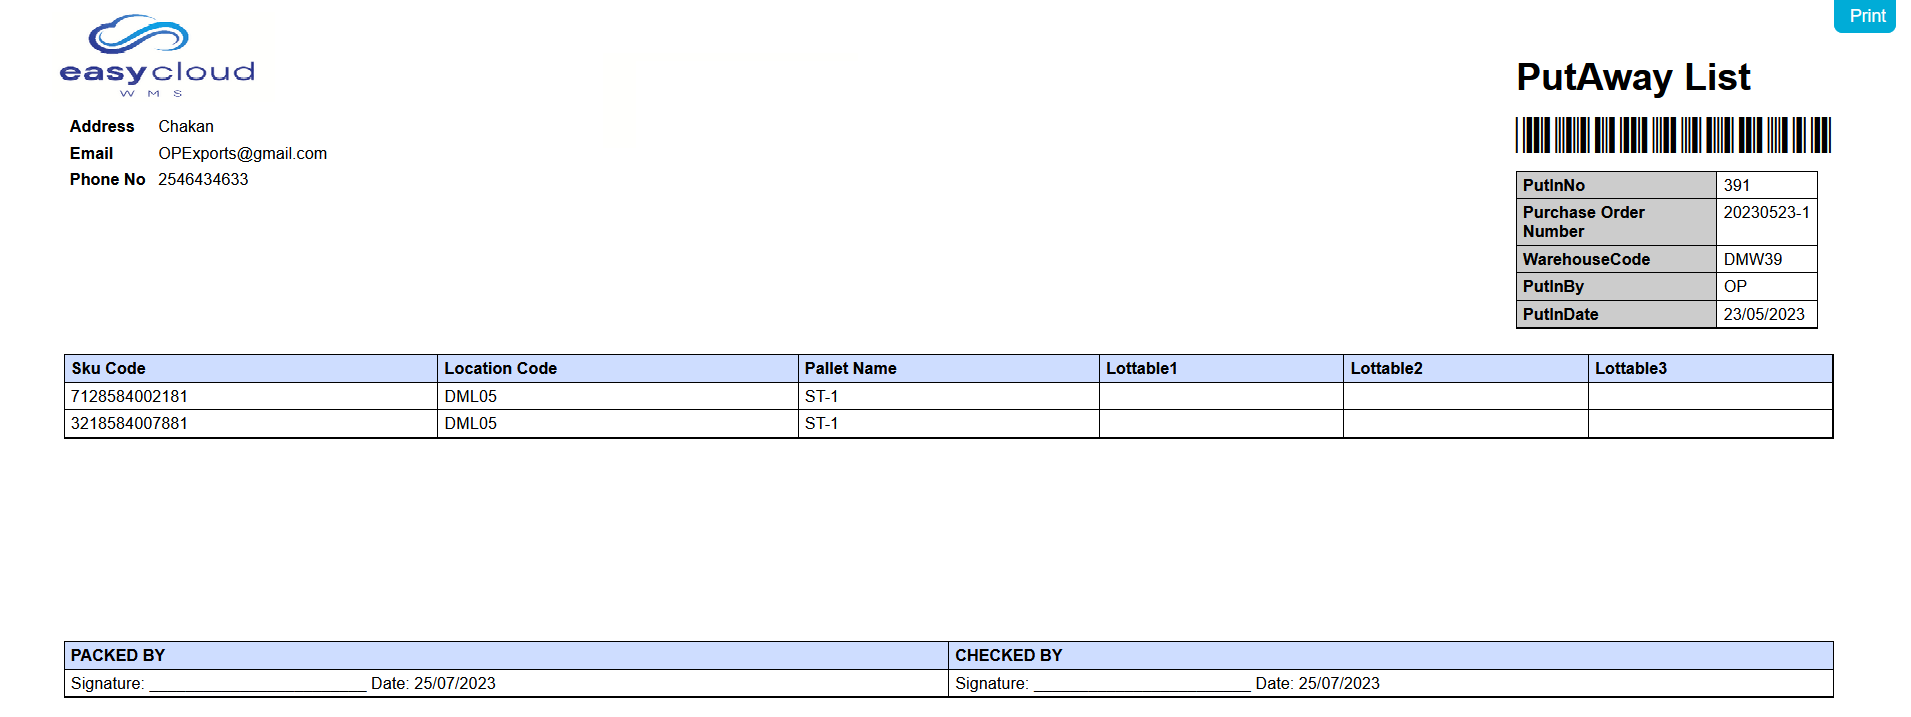 Print
easycloud
WMS
PutAway List
Address Chakan
Email OPExports@gmail.com
Phone No 2546434633
PutInNo 391
Purchase Order 20230523-1
Number
WarehouseCode DMW39
PutInBy OP
PutInDate 23/05/2023
Sku Code Location Code Pallet Name Lottable1 Lottable2 Lottable3
7128584002181 DML05 ST-1
3218584007881 DML05 ST-1
PACKED BY CHECKED BY
Signature: ________________________ Date: 25/07/2023 Signature: ________________________ Date: 25/07/2023